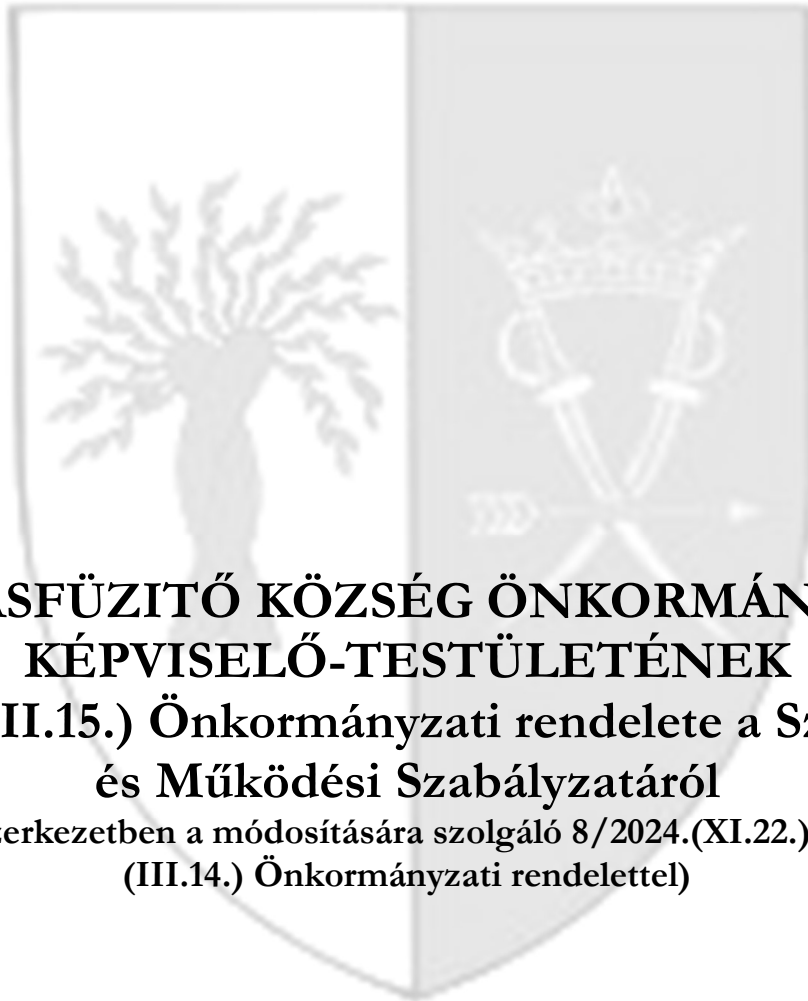 ASFÜZITŐ KÖZSÉG ÖNKORMÁN
KÉPVISELŐ-TESTÜLETÉNEK
II.15.) Önkormányzati rendelete a Sz
és Működési Szabályzatáról
zerkezetben a módosítására szolgáló 8/2024.(XI.22.)
(III.14.) Önkormányzati rendelettel)